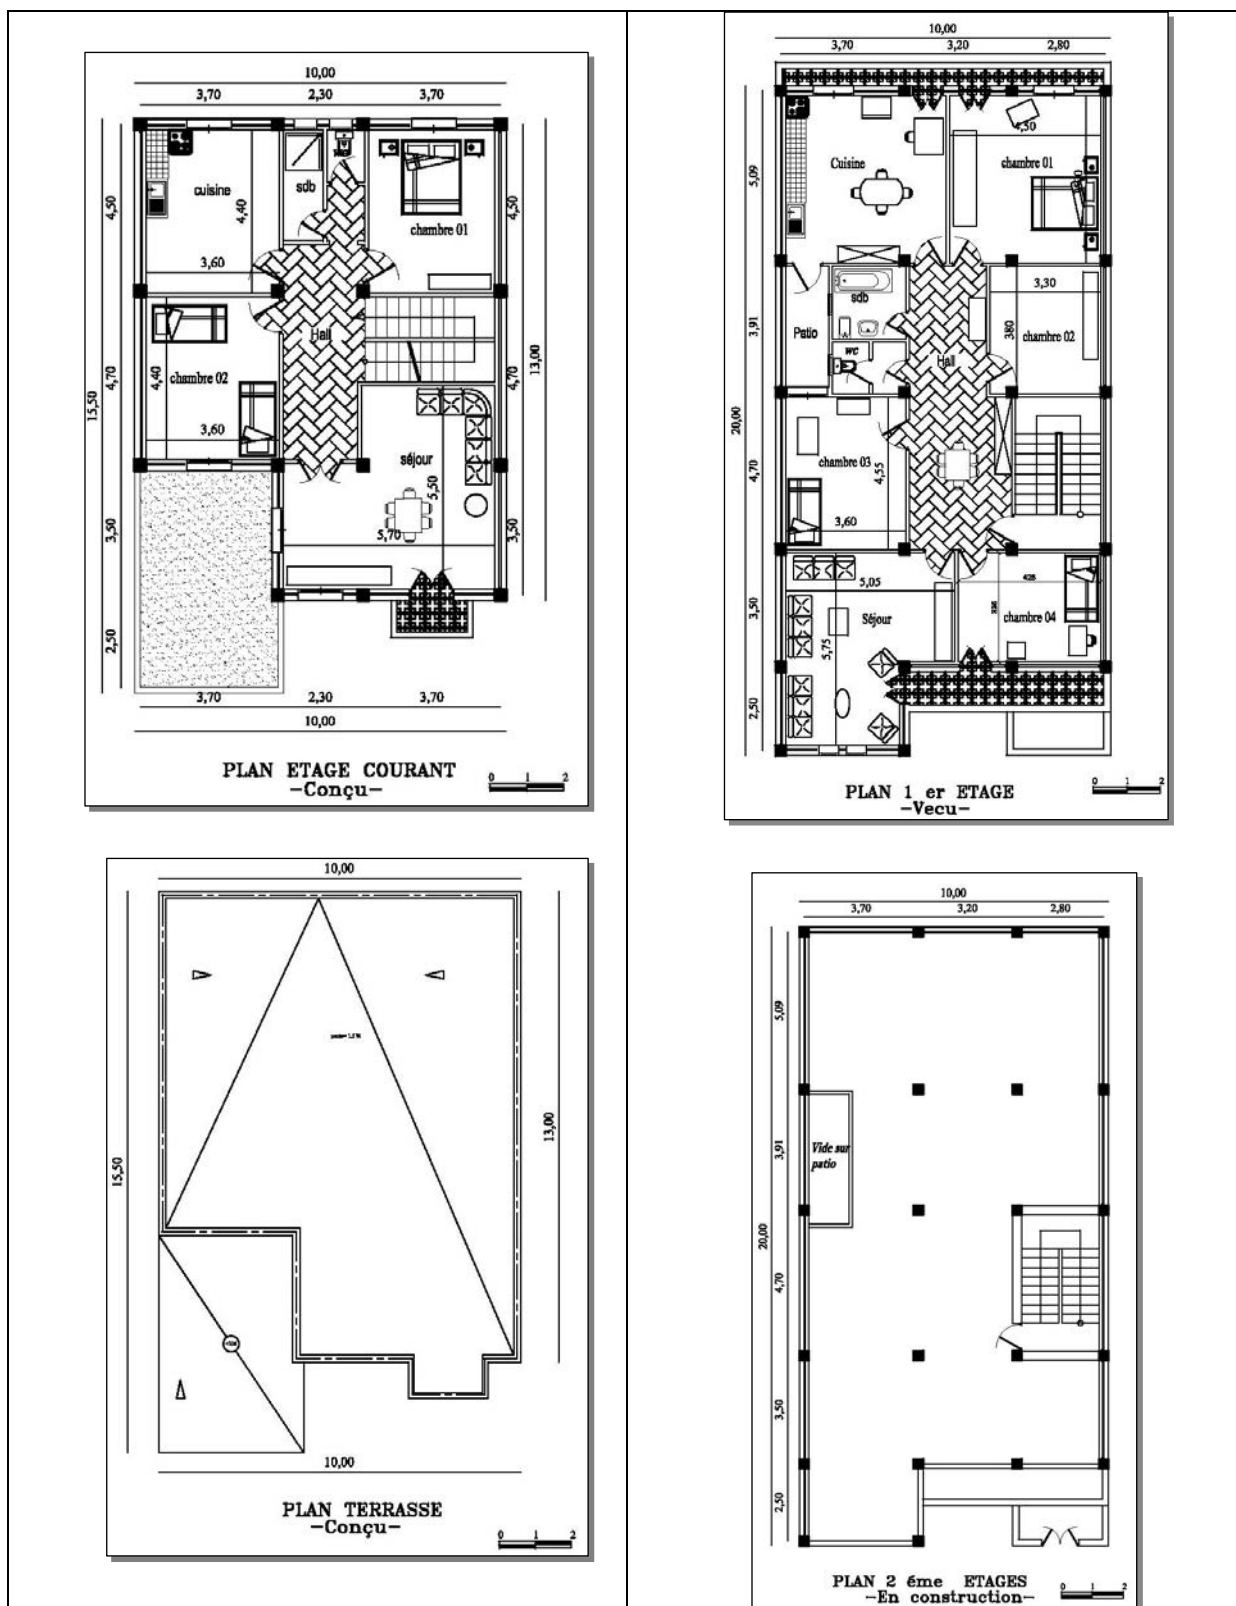 10,00
3,70 2,30 3,70
cuisine
sdb
chambre 01
4,40
3,60
4,50
4,50
Hall
chambre 02
4,40
3,60
4,70
4,70
15,50
13,00
séjour
5,50
5,70
3,50
3,50
2,50
3,70 2,30 3,70
10,00
PLAN ETAGE COURANT
-Conçu-
0 1 2
10,00
3,70 3,20 2,80
4,50
Cuisine
chambre 01
5,09
sdb
3,30
Patio
380
chambre 02
wc
Hall
3,91
20,00
chambre 03
4,55
3,60
4,70
5,05
425
Séjour
chambre 04
5,75
3,50
2,50
PLAN 1 er ETAGE
-Vecu-
0 1 2
10,00
15,50
13,00
10,00
PLAN TERRASSE
-Conçu-
0 1 2
10,00
3,70 3,20 2,80
5,09
Vide sur
patio
3,91
20,00
4,70
3,50
2,50
PLAN 2 éme ETAGES
-En construction-
0 1 2